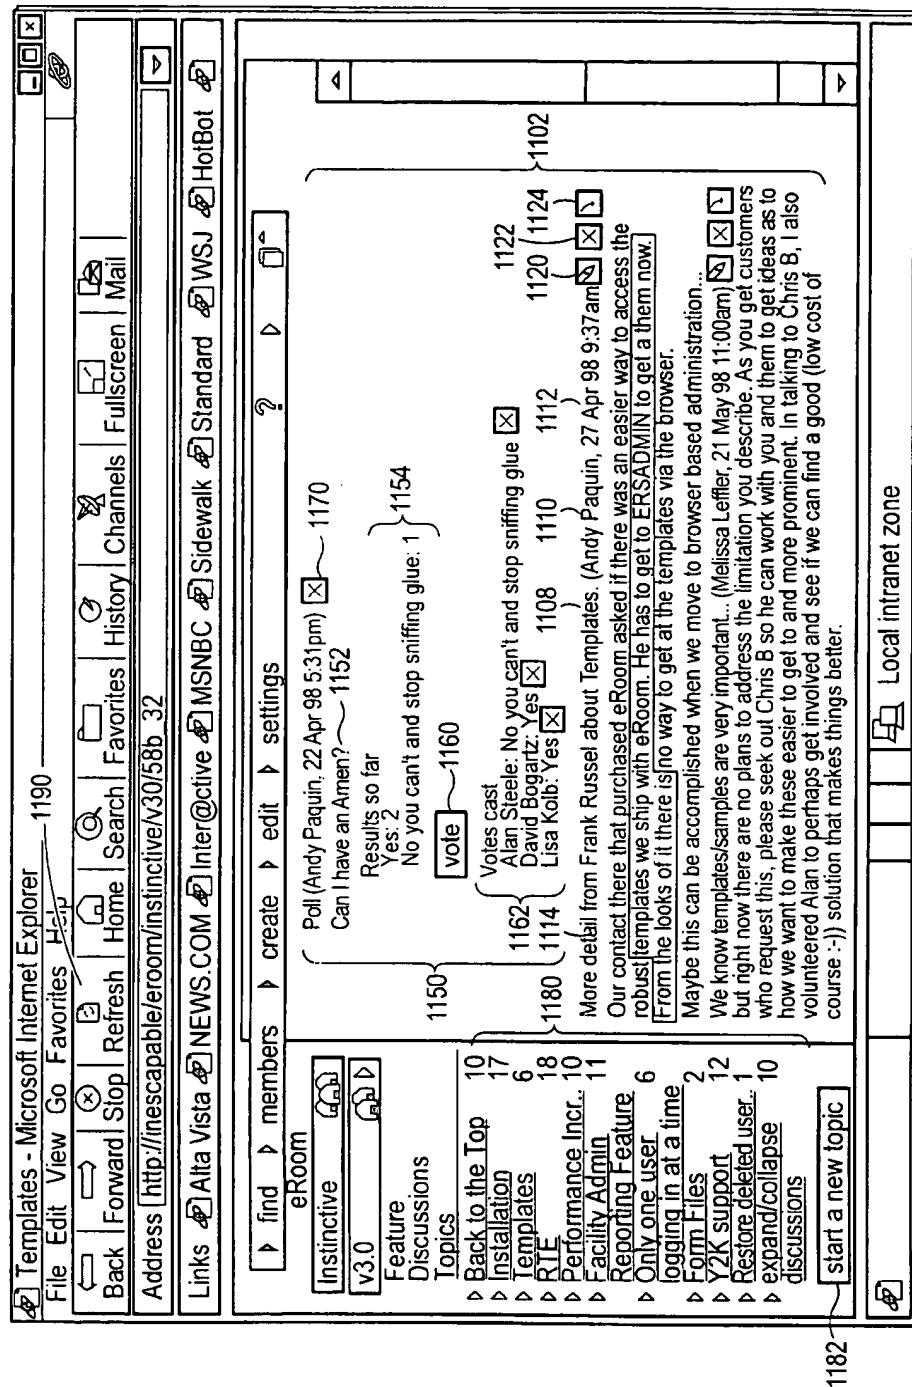 Templates - Microsoft Internet Explorer
1190
File Edit View Go Favorites Help
Back Forward Stop Refresh Home Search Favorites History Channels Fullscreen Mail
Address http://inescapable/eroom/instinctive/v30/58b_32
Links Alta Vista NEWS.COM Inter@ctive MSNBC Sidewalk Standard WSJ HotBot
find members create edit settings ?
eRoom
Instinctive
v3.0
Feature
Discussions
Topics
Back to the Top 10
Installation 17
Templates 6
RTE 18
Performance Incr.. 10
Facility Admin 11
Reporting Feature
Only one user 6
logging in at a time
Form Files 2
Y2K support 12
Restore deleted user.. 1
expand/collapse 10
discussions
start a new topic
1182
1180
1150
Poll (Andy Paquin, 22 Apr 98 5:31pm) 1170
Can I have an Amen? 1152
Results so far
Yes: 2
No you can't and stop sniffing glue: 1
1154
vote 1160
Votes cast
Alan Steele: No you can't and stop sniffing glue
David Bogartz: Yes
Lisa Kolb: Yes
1162
1114 1108 1110 1112 1120 1122 1124
1102
More detail from Frank Russel about Templates. (Andy Paquin, 27 Apr 98 9:37am
Our contact there that purchased eRoom asked if there was an easier way to access the
robust templates we ship with eRoom. He has to get to ERSADMIN to get a them now.
From the looks of it there is no way to get at the templates via the browser.
Maybe this can be accomplished when we move to browser based administration...
We know templates/samples are very important... (Melissa Leffler, 21 May 98 11:00am)
but right now there are no plans to address the limitation you describe. As you get customers
who request this, please seek out Chris B so he can work with you and them to get ideas as to
how we want to make these easier to get to and more prominent. In talking to Chris B, I also
volunteered Alan to perhaps get involved and see if we can find a good (low cost of
course :-)) solution that makes things better.
Local intranet zone